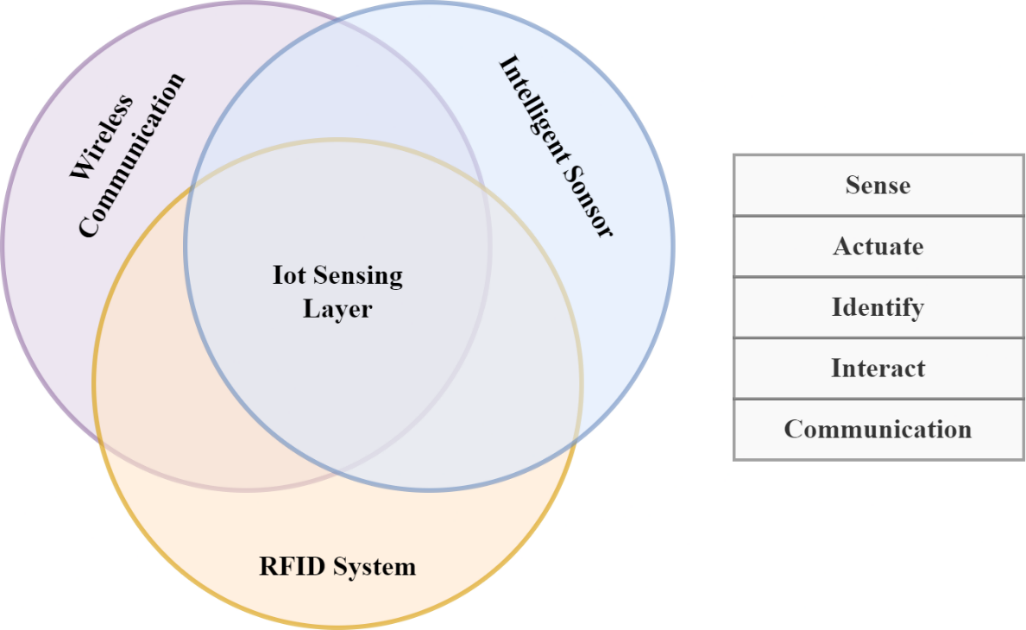 Wireless
Communication
Intelligent Sonsor
Iot Sensing
Layer
RFID System
Sense
Actuate
Identify
Interact
Communication